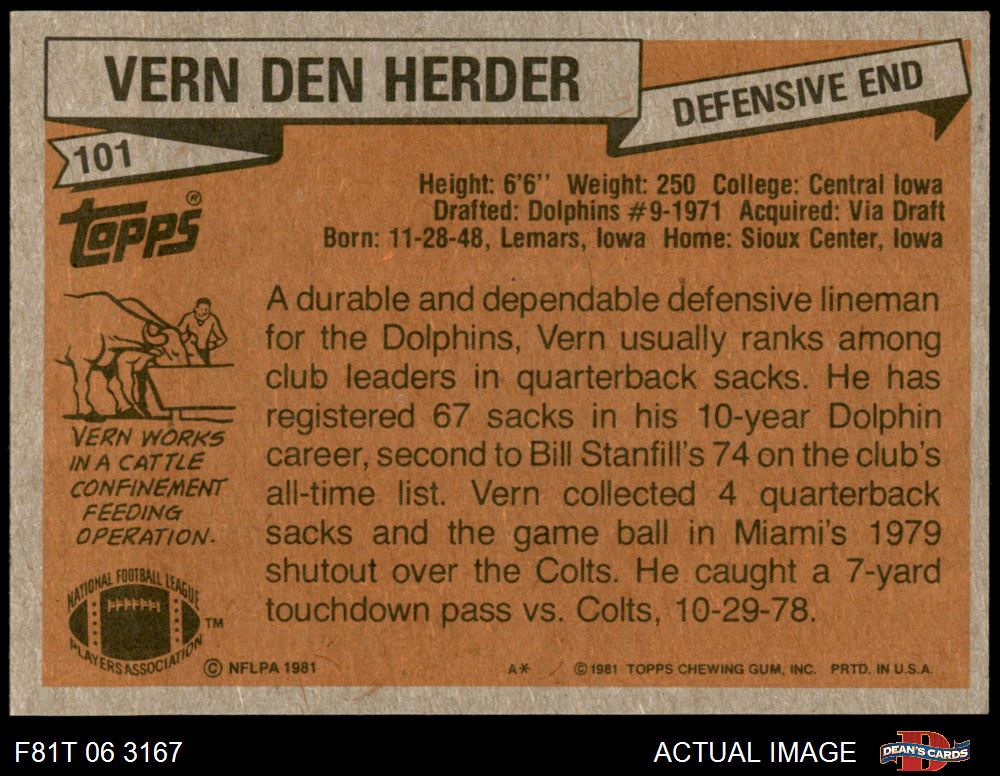 VERN DEN HERDER
DEFENSIVE END
101
TOPPS®
Height: 6'6'' Weight: 250 College: Central Iowa
Drafted: Dolphins #9-1971 Acquired: Via Draft
Born: 11-28-48, Lemars, Iowa Home: Sioux Center, Iowa
A durable and dependable defensive lineman
for the Dolphins, Vern usually ranks among
club leaders in quarterback sacks. He has
registered 67 sacks in his 10-year Dolphin
career, second to Bill Stanfill's 74 on the club's
all-time list. Vern collected 4 quarterback
sacks and the game ball in Miami's 1979
shutout over the Colts. He caught a 7-yard
touchdown pass vs. Colts, 10-29-78.
VERN WORKS
IN A CATTLE
CONFINEMENT
FEEDING
OPERATION.
NATIONAL FOOTBALL LEAGUE
PLAYERS ASSOCIATION
TM
© NFLPA 1981
A*
© 1981 TOPPS CHEWING GUM, INC. PRTD. IN U.S.A.
F81T 06 3167
ACTUAL IMAGE
D
DEAN'S CARDS